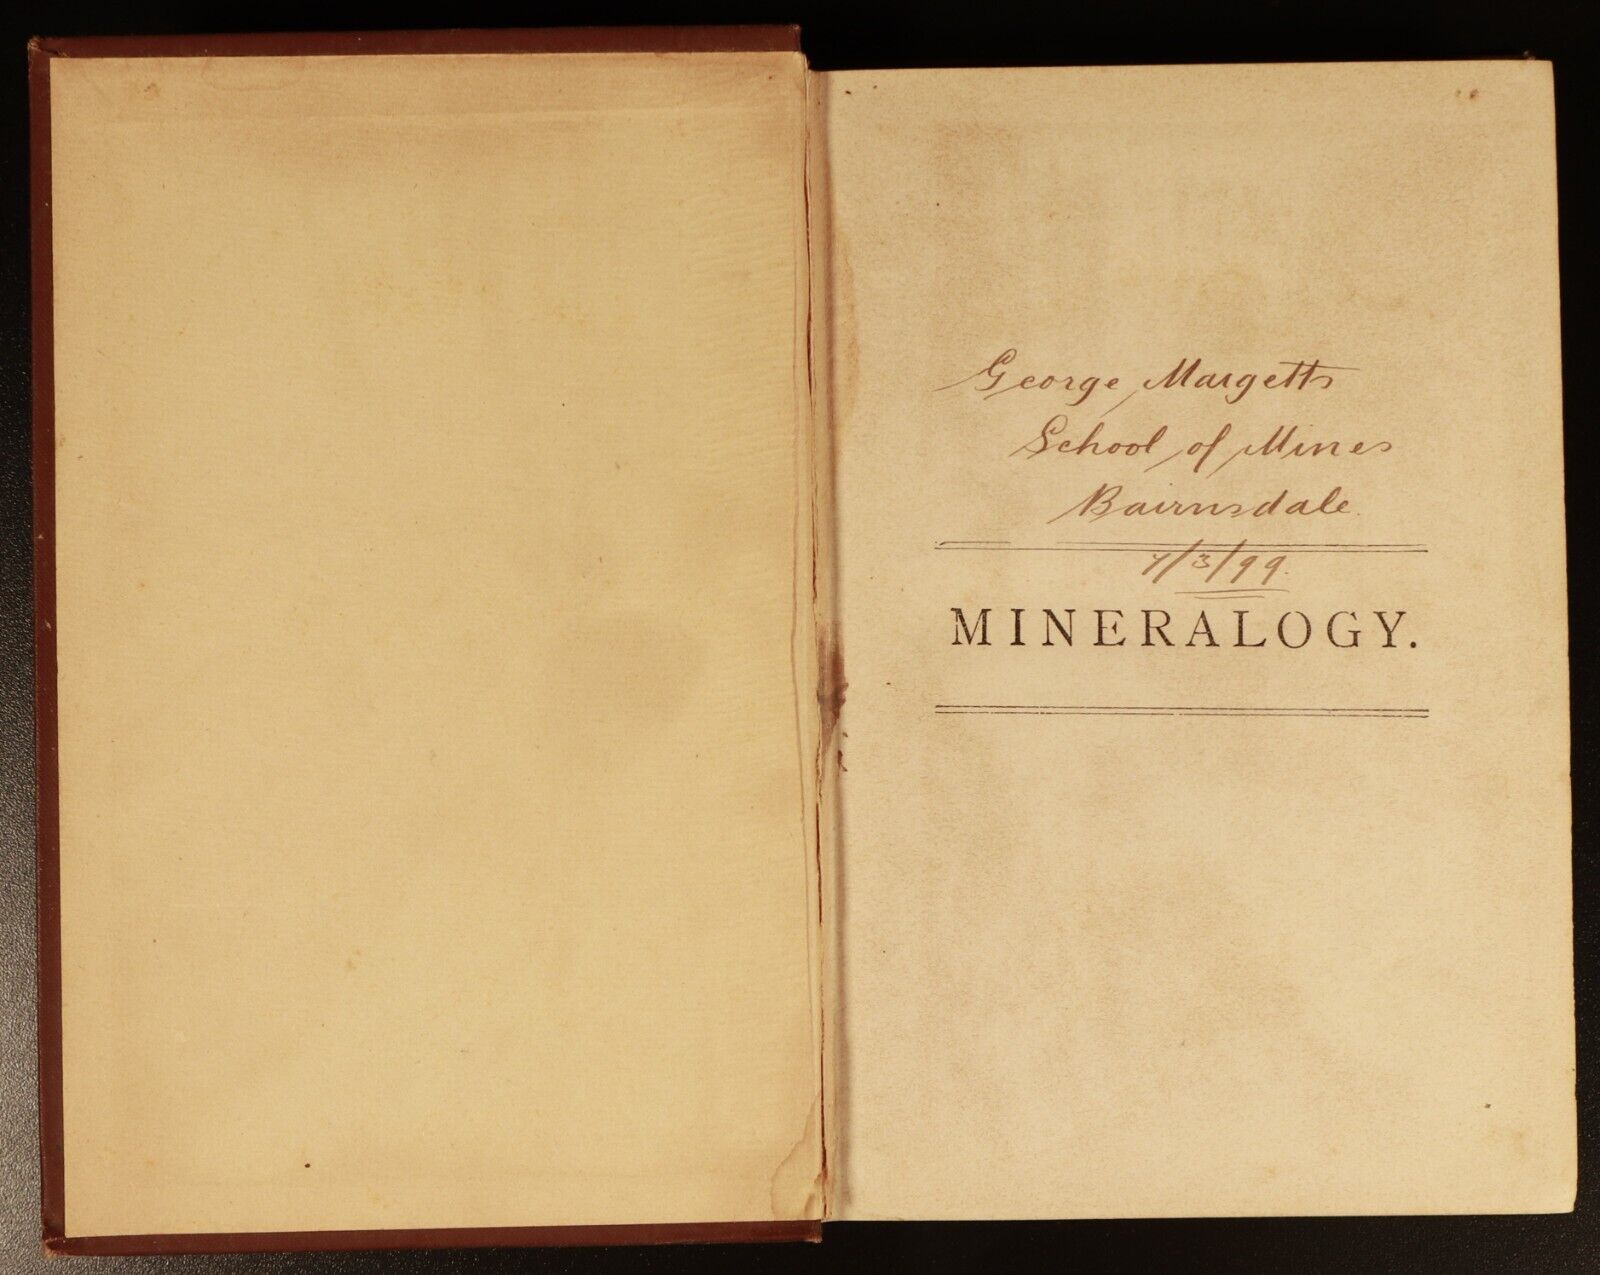 George Margetts
School of Mines
Bairnsdale.
7/3/99.
MINERALOGY.